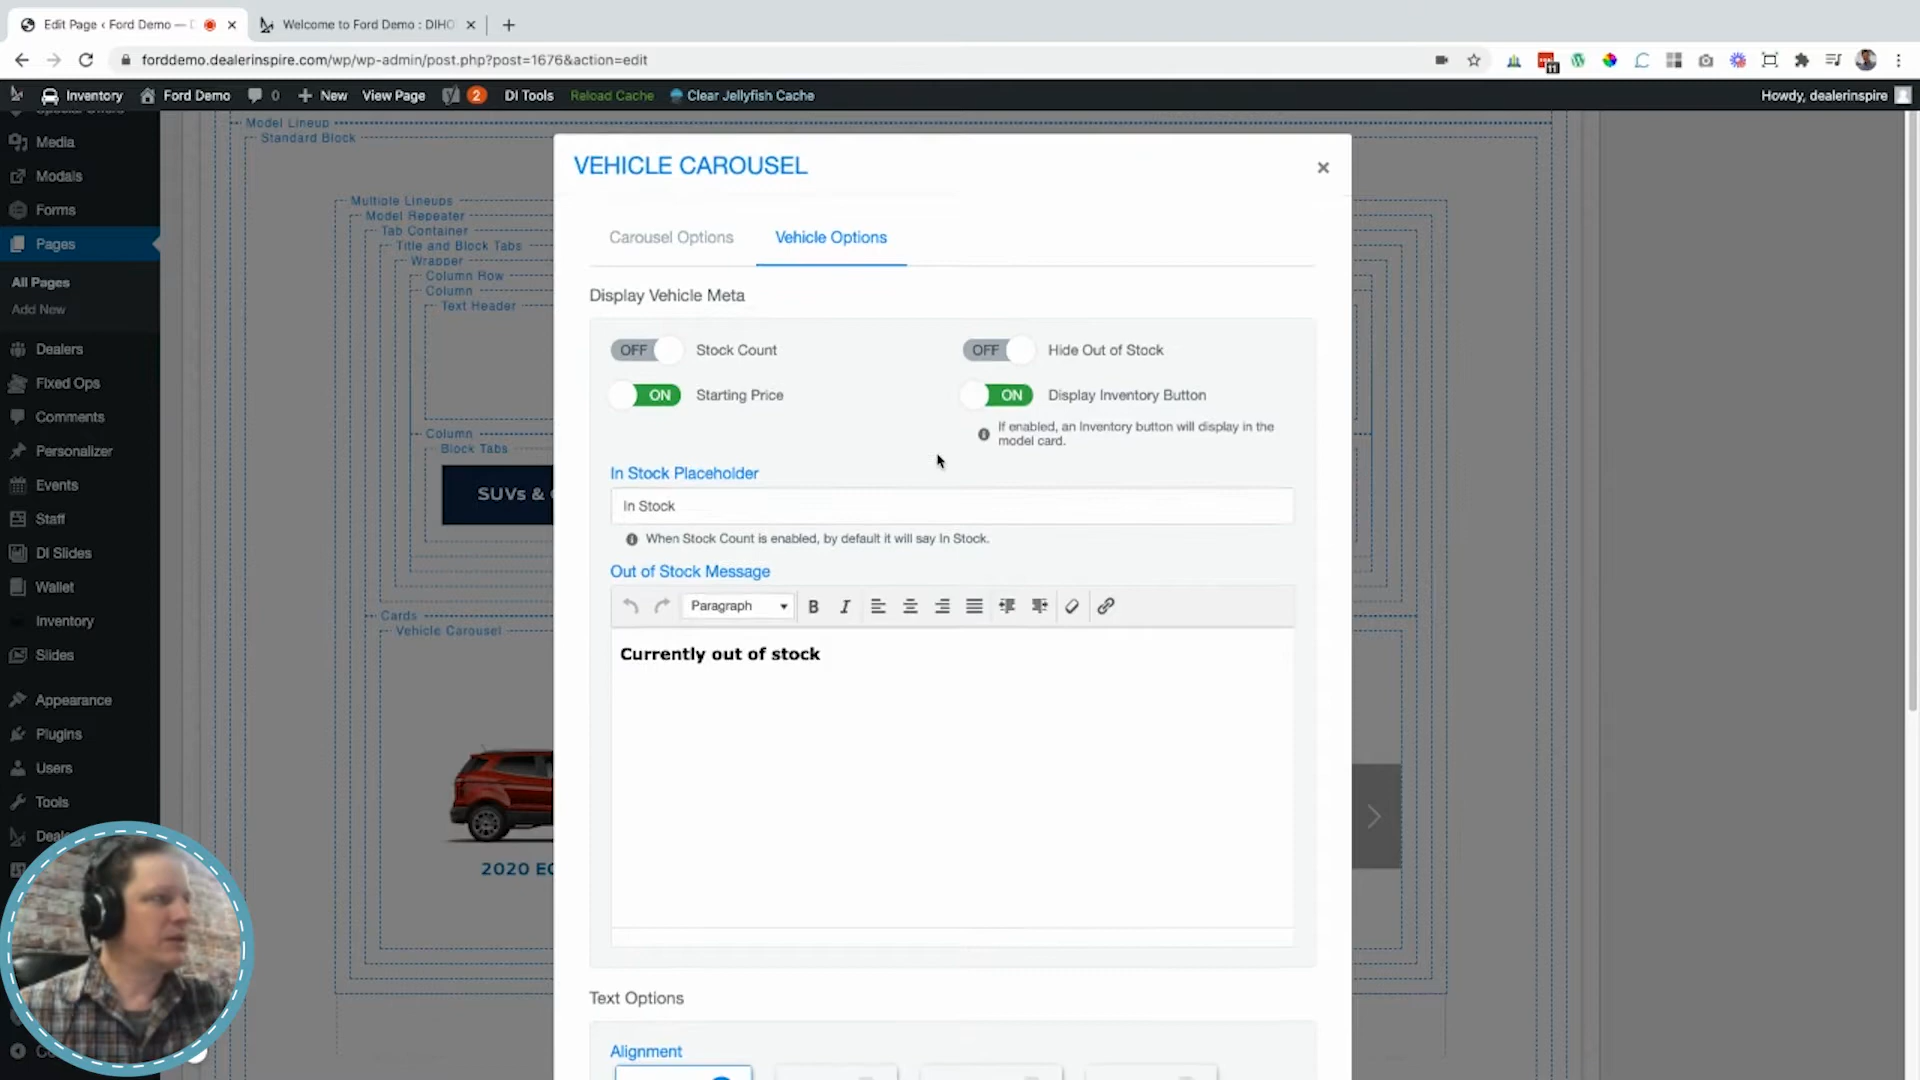 Edit Page ‹ Ford Demo —
Welcome to Ford Demo : DIHO
forddemo.dealerinspire.com/wp/wp-admin/post.php?post=1676&action=edit
11
Inventory
Ford Demo
0
New
View Page
2
DI Tools
Reload Cache
Clear Jellyfish Cache
Howdy, dealerinspire
Media
Modals
Forms
Pages
All Pages
Add New
Dealers
Fixed Ops
Comments
Personalizer
Events
Staff
DI Slides
Wallet
Inventory
Slides
Appearance
Plugins
Users
Tools
Model Lineup
Standard Block
Multiple Lineups
Model Repeater
Tab Container
Title and Block Tabs
Wrapper
Column Row
Column
Text Header
Column
Block Tabs
SUVs &
Cards
Vehicle Carousel
2020
VEHICLE CAROUSEL
×
Carousel Options
Vehicle Options
Display Vehicle Meta
OFF Stock Count
OFF Hide Out of Stock
ON Starting Price
ON Display Inventory Button
If enabled, an Inventory button will display in the
model card.
In Stock Placeholder
In Stock
When Stock Count is enabled, by default it will say In Stock.
Out of Stock Message
Paragraph
B I
Currently out of stock
Text Options
Alignment